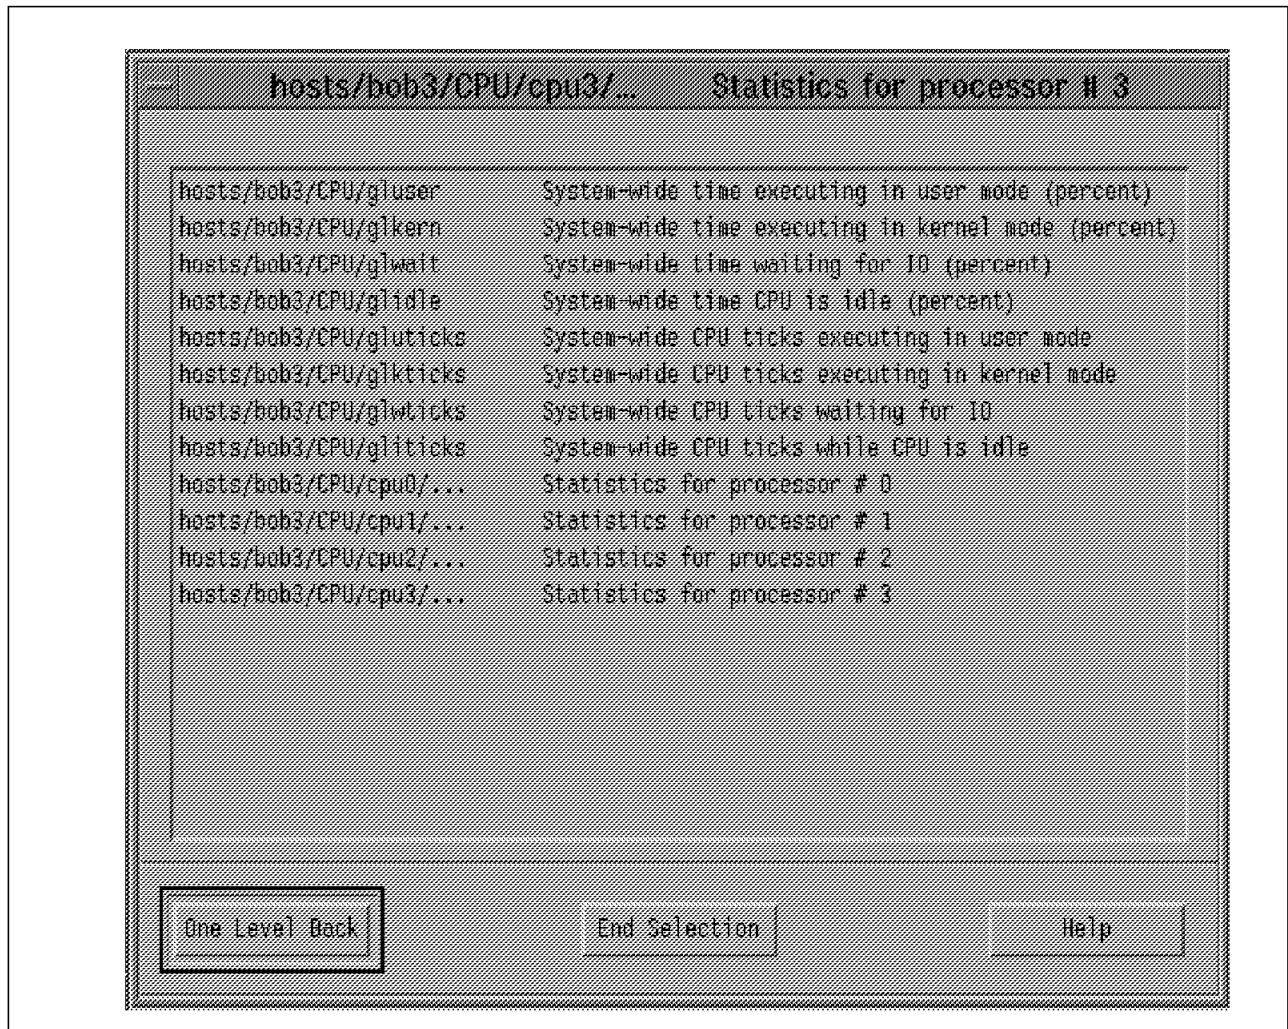 hosts/bob3/CPU/cpu3/... Statistics for processor # 3
hosts/bob3/CPU/gluser System-wide time executing in user mode (percent)
hosts/bob3/CPU/glkern System-wide time executing in kernel mode (percent)
hosts/bob3/CPU/glwait System-wide time waiting for IO (percent)
hosts/bob3/CPU/glidle System-wide time CPU is idle (percent)
hosts/bob3/CPU/gluticks System-wide CPU ticks executing in user mode
hosts/bob3/CPU/glkticks System-wide CPU ticks executing in kernel mode
hosts/bob3/CPU/glwticks System-wide CPU ticks waiting for IO
hosts/bob3/CPU/gliticks System-wide CPU ticks while CPU is idle
hosts/bob3/CPU/cpu0/... Statistics for processor # 0
hosts/bob3/CPU/cpu1/... Statistics for processor # 1
hosts/bob3/CPU/cpu2/... Statistics for processor # 2
hosts/bob3/CPU/cpu3/... Statistics for processor # 3
One Level Back End Selection Help